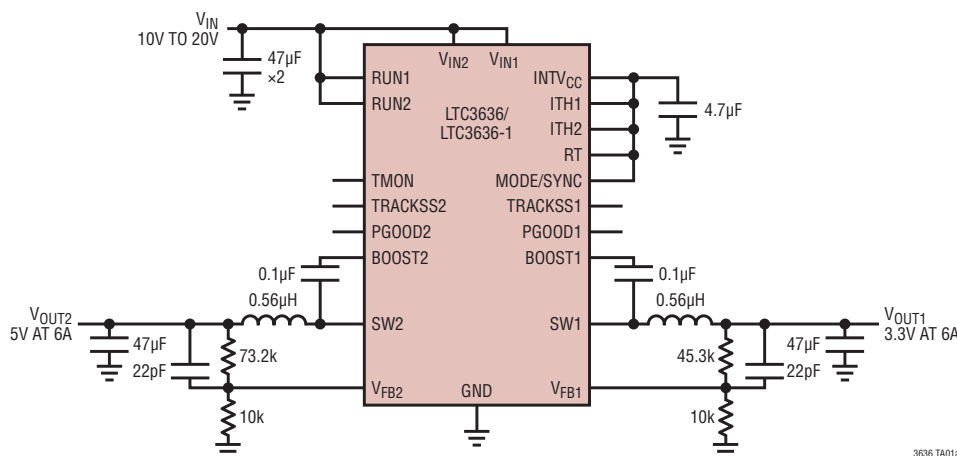 VIN
10V TO 20V
47µF
×2
VIN2
VIN1
RUN1
RUN2
LTC3636/
LTC3636-1
INTVCC
ITH1
ITH2
RT
MODE/SYNC
4.7µF
TMON
TRACKSS2
PGOOD2
BOOST2
TRACKSS1
PGOOD1
BOOST1
0.1µF
0.56µH
0.1µF
0.56µH
VOUT2
5V AT 6A
SW2
SW1
VOUT1
3.3V AT 6A
47µF
22pF
73.2k
45.3k
47µF
22pF
VFB2
GND
VFB1
10k
10k
3636 TA01a